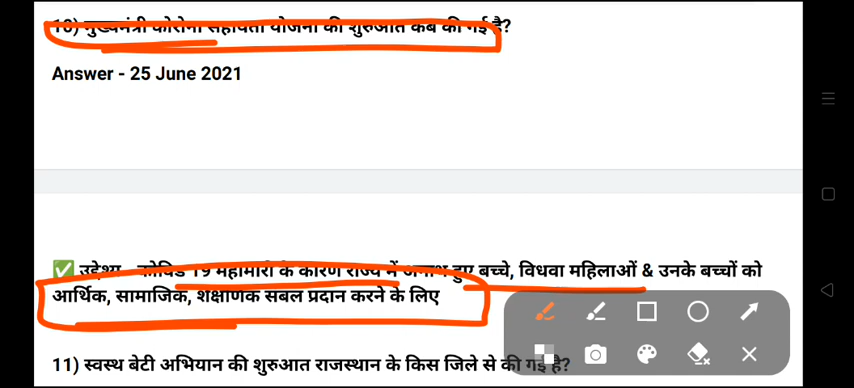 10) मुख्यमंत्री कोरोना सहायता योजना की शुरुआत कब की गई है?
Answer - 25 June 2021
✅ उद्देश्य - कोविड 19 महामारी के कारण राज्य में अनाथ हुए बच्चे, विधवा महिलाओं & उनके बच्चों को
आर्थिक, सामाजिक, शैक्षणिक संबल प्रदान करने के लिए
11) स्वस्थ बेटी अभियान की शुरुआत राजस्थान के किस जिले से की गई है?